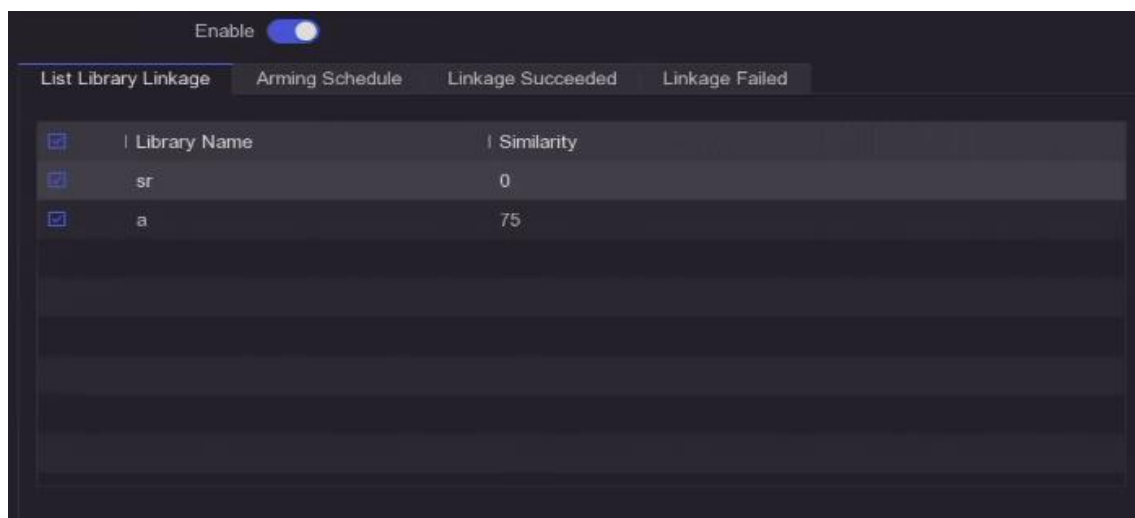 Enable
List Library Linkage Arming Schedule Linkage Succeeded Linkage Failed
Library Name Similarity
sr 0
a 75